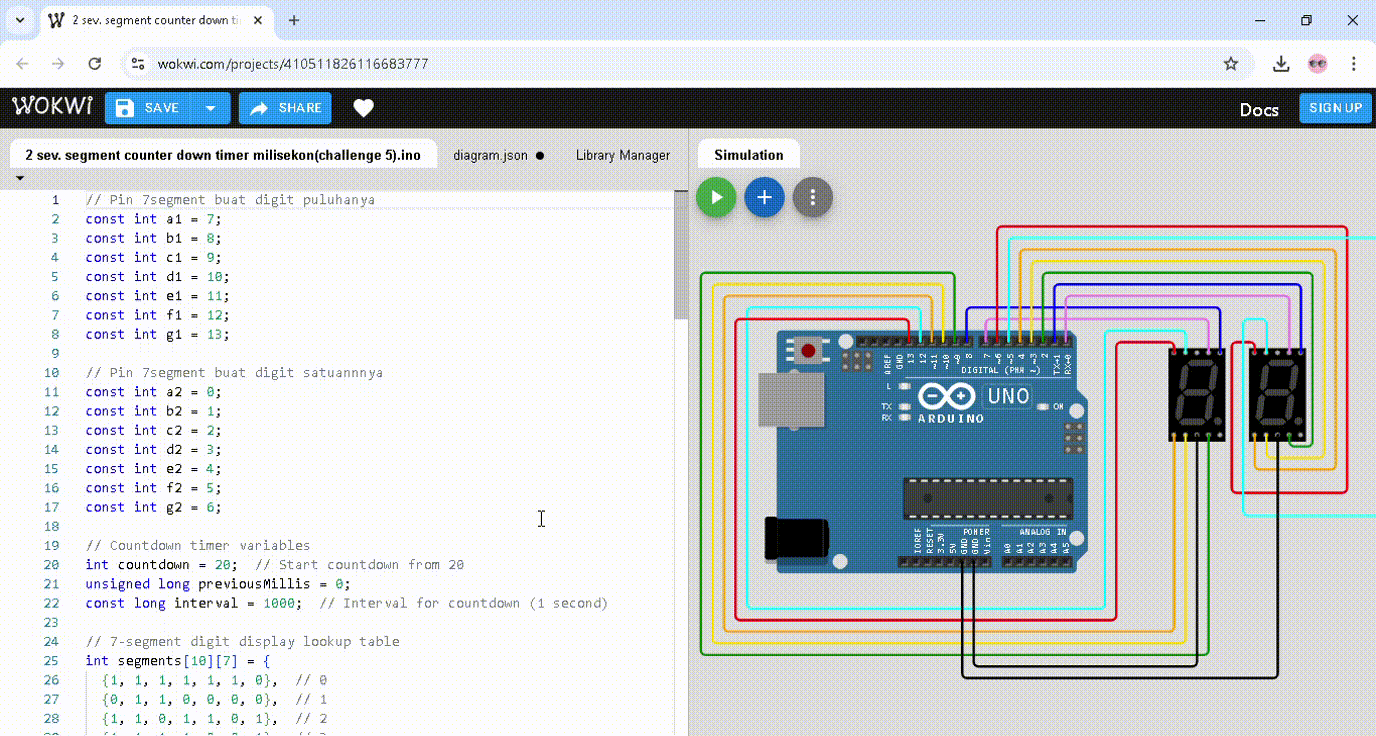 2 sev. segment counter down ti
wokwi.com/projects/410511826116683777
WOKWI
SAVE
SHARE
Docs
SIGN UP
2 sev. segment counter down timer milisekon(challenge 5).ino
diagram.json
Library Manager
Simulation
1 // Pin 7segment buat digit puluhanya
2 const int a1 = 7;
3 const int b1 = 8;
4 const int c1 = 9;
5 const int d1 = 10;
6 const int e1 = 11;
7 const int f1 = 12;
8 const int g1 = 13;
9
10 // Pin 7segment buat digit satuannnya
11 const int a2 = 0;
12 const int b2 = 1;
13 const int c2 = 2;
14 const int d2 = 3;
15 const int e2 = 4;
16 const int f2 = 5;
17 const int g2 = 6;
18
19 // Countdown timer variables
20 int countdown = 20;  // Start countdown from 20
21 unsigned long previousMillis = 0;
22 const long interval = 1000;  // Interval for countdown (1 second)
23
24 // 7-segment digit display lookup table
25 int segments[10][7] = {
26 {1, 1, 1, 1, 1, 1, 0},  // 0
27 {0, 1, 1, 0, 0, 0, 0},  // 1
28 {1, 1, 0, 1, 1, 0, 1},  // 2
AREF
GND
13
12
~11
~10
~9
8
7
~6
~5
4
~3
2
TX→1
RX←0
DIGITAL (PWM ~)
L
TX
RX
UNO
ON
ARDUINO
IOREF
RESET
3.3V
5V
GND
GND
Vin
POWER
ANALOG IN
A0
A1
A2
A3
A4
A5